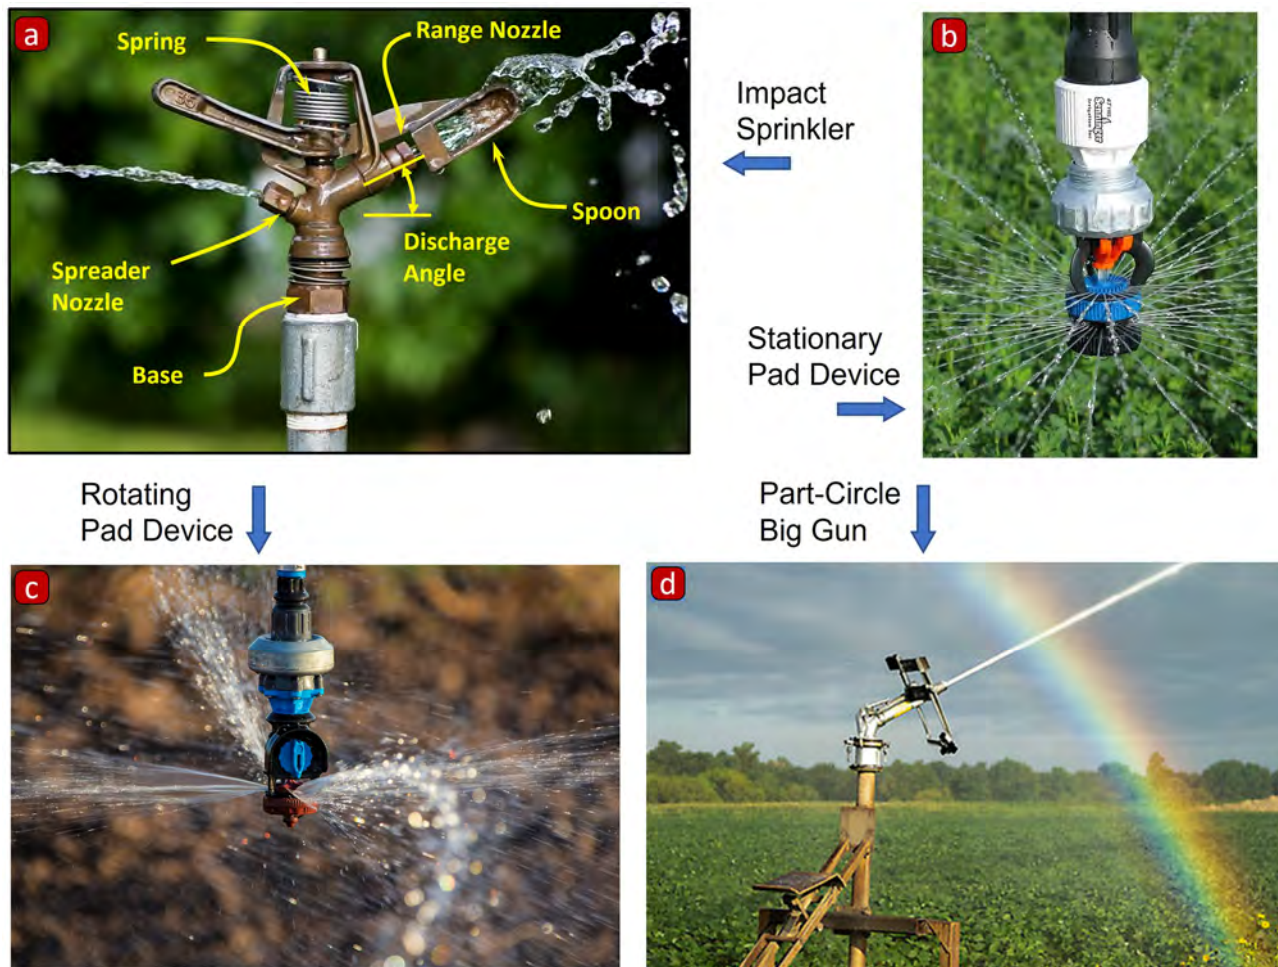 a
Spring
Range Nozzle
Spoon
Discharge
Angle
Spreader
Nozzle
Base
Impact
Sprinkler
b
Senninger
Stationary
Pad Device
Rotating
Pad Device
Part-Circle
Big Gun
c
d